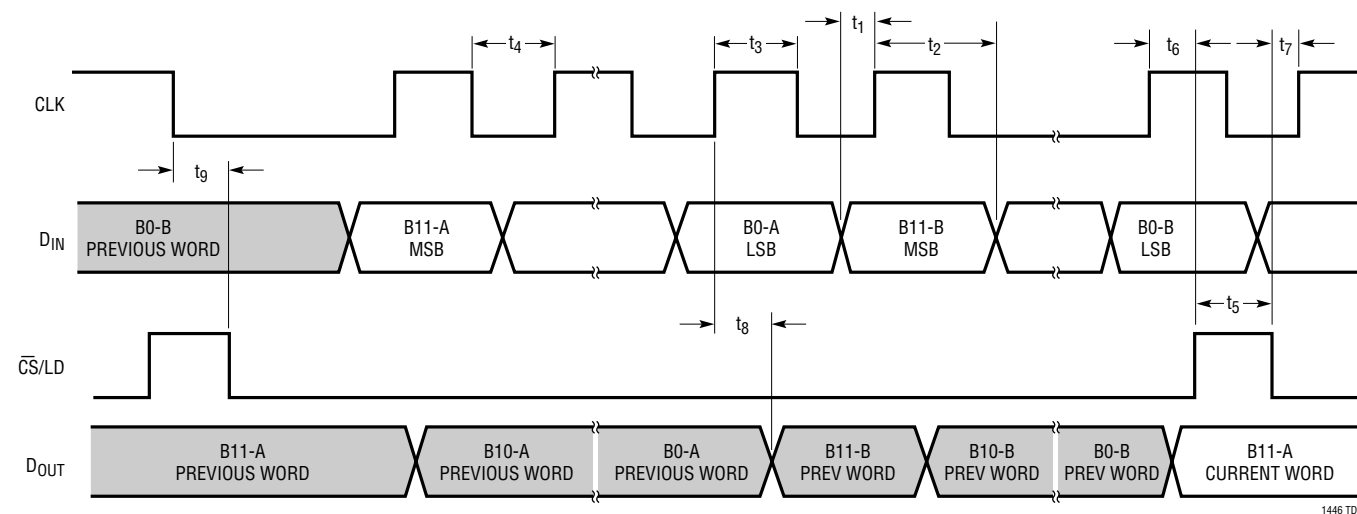 t1
t4
t3
t2
t6
t7
CLK
t9
DIN
B0-B
PREVIOUS WORD
B11-A
MSB
B0-A
LSB
B11-B
MSB
B0-B
LSB
t5
t8
CS/LD
DOUT
B11-A
PREVIOUS WORD
B10-A
PREVIOUS WORD
B0-A
PREVIOUS WORD
B11-B
PREV WORD
B10-B
PREV WORD
B0-B
PREV WORD
B11-A
CURRENT WORD
1446 TD